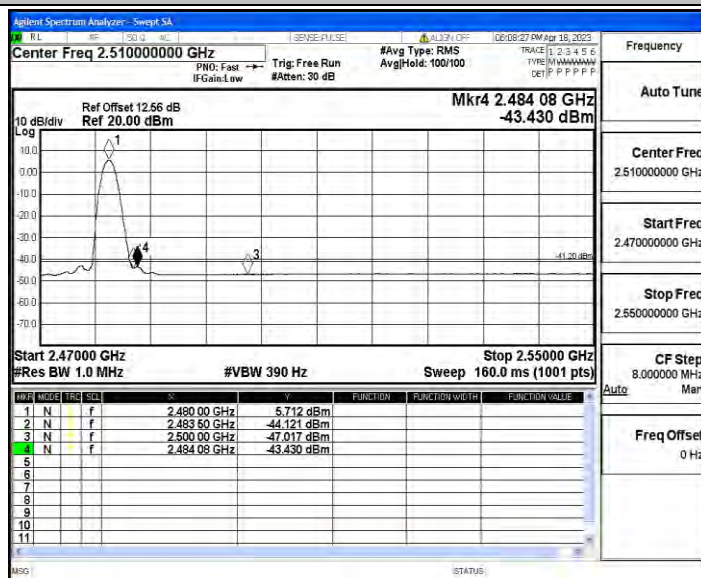 Agilent Spectrum Analyzer - Swept SA
RL RF 50 Ω AC SENSE:PULSE ALIGN OFF 06:08:27 PM Apr 18, 2023
Center Freq 2.510000000 GHz
PNO: Fast
IFGain:Low
Trig: Free Run
#Atten: 30 dB
#Avg Type: RMS
Avg|Hold: 100/100
TRACE 1 2 3 4 5 6
TYPE M W W W W W
DET P P P P P P
Frequency
Mkr4 2.484 08 GHz
-43.430 dBm
Ref Offset 12.66 dB
10 dB/div Ref 20.00 dBm
Log
10.0
0.00
-10.0
-20.0
-30.0
-40.0
-50.0
-60.0
-70.0
1
4
3
-41.20 dBm
Start 2.47000 GHz Stop 2.55000 GHz
#Res BW 1.0 MHz #VBW 390 Hz Sweep 160.0 ms (1001 pts)
MKR MODE TRC SCL X Y FUNCTION FUNCTION WIDTH FUNCTION VALUE
1 N f 2.480 00 GHz 5.712 dBm
2 N f 2.483 50 GHz -44.121 dBm
3 N f 2.500 00 GHz -47.017 dBm
4 N f 2.484 08 GHz -43.430 dBm
5
6
7
8
9
10
11
MSG STATUS
Auto Tune
Center Freq
2.510000000 GHz
Start Freq
2.470000000 GHz
Stop Freq
2.550000000 GHz
CF Step
8.000000 MHz
Auto Man
Freq Offset
0 Hz